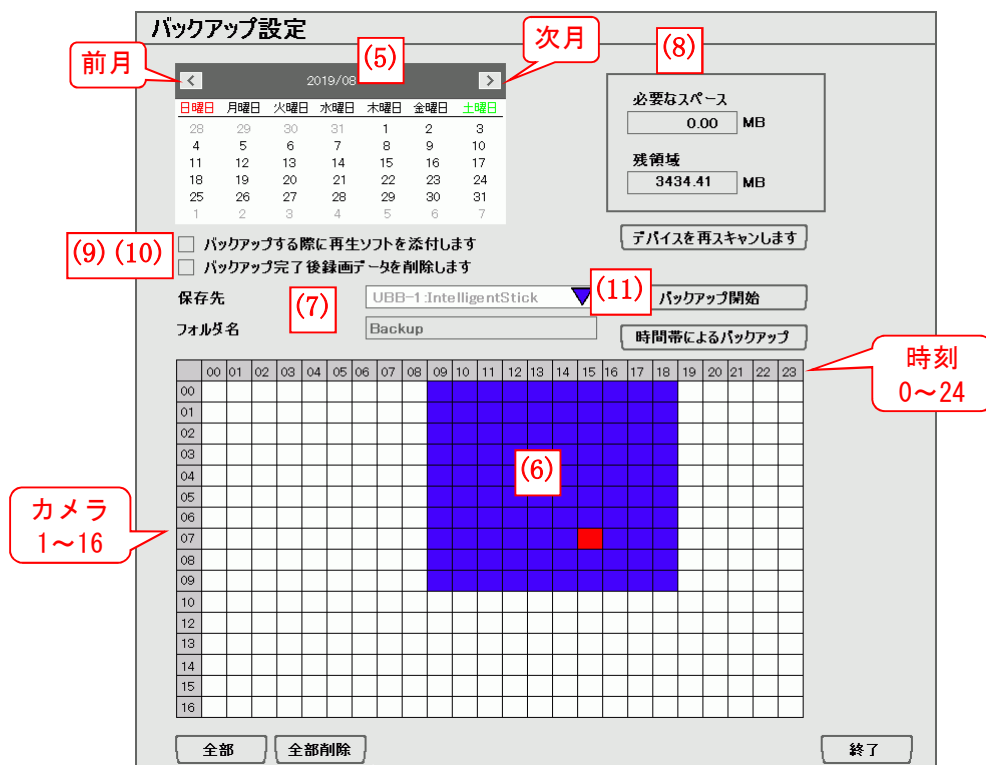 バックアップ設定
前月
(5)
次月
(8)
2019/08
日曜日 月曜日 火曜日 水曜日 木曜日 金曜日 土曜日
28 29 30 31 1 2 3
4 5 6 7 8 9 10
11 12 13 14 15 16 17
18 19 20 21 22 23 24
25 26 27 28 29 30 31
1 2 3 4 5 6 7
必要なスペース
0.00 MB
残領域
3434.41 MB
(9)(10)
バックアップする際に再生ソフトを添付します
バックアップ完了後録画データを削除します
デバイスを再スキャンします
保存先
(7)
UBB-1:IntelligentStick
(11)
バックアップ開始
フォルダ名
Backup
時間帯によるバックアップ
時刻
0～24
00 01 02 03 04 05 06 07 08 09 10 11 12 13 14 15 16 17 18 19 20 21 22 23
00
01
02
03
(6)
04
05
06
カメラ
1～16
07
08
09
10
12
13
14
15
16
全部
全部削除
終了